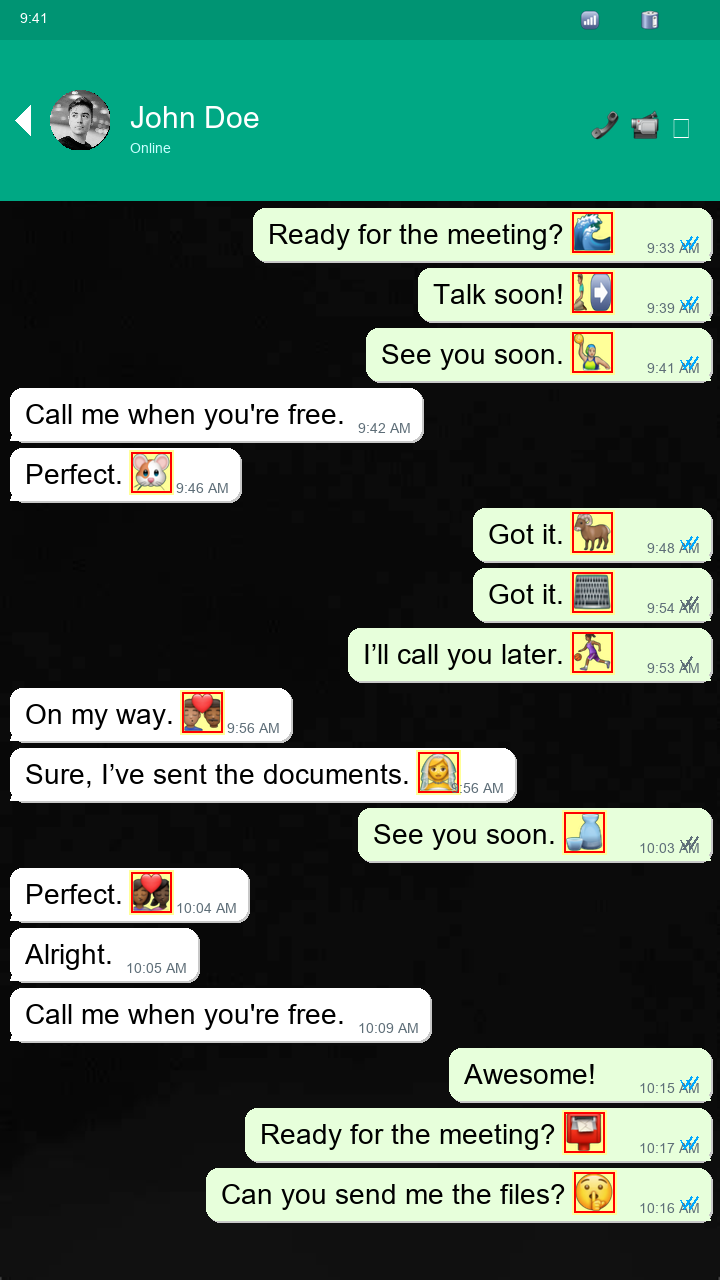 9:41
John Doe
Online
Ready for the meeting? 🌊 9:33 AM
Talk soon! 9:39 AM
See you soon. 9:41 AM
Call me when you're free. 9:42 AM
Perfect. 🐹 9:46 AM
Got it. 🐏 9:48 AM
Got it. 9:54 AM
I’ll call you later. 9:53 AM
On my way. 9:56 AM
Sure, I’ve sent the documents. :56 AM
See you soon. 🍶 10:03 AM
Perfect. 10:04 AM
Alright. 10:05 AM
Call me when you're free. 10:09 AM
Awesome! 10:15 AM
Ready for the meeting? 📮 10:17 AM
Can you send me the files? 🤫 10:16 AM